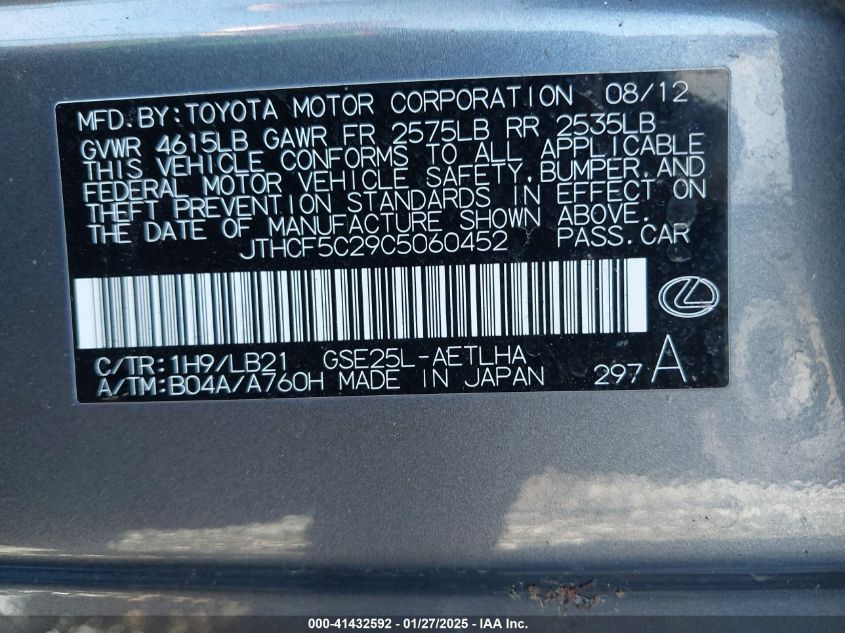 MFD.BY:TOYOTA MOTOR CORPORATION 08/12
GVWR 4615LB GAWR FR 2575LB RR 2535LB
THIS VEHICLE CONFORMS TO ALL APPLICABLE
FEDERAL MOTOR VEHICLE SAFETY,BUMPER,AND
THEFT PREVENTION STANDARDS IN EFFECT ON
THE DATE OF MANUFACTURE SHOWN ABOVE.
JTHCF5C29C5060452 PASS.CAR
C/TR:1H9/LB21 GSE25L-AETLHA
A/TM:B04A/A760H MADE IN JAPAN 297 A
000-41432592 — 01/27/2025 — IAA Inc.